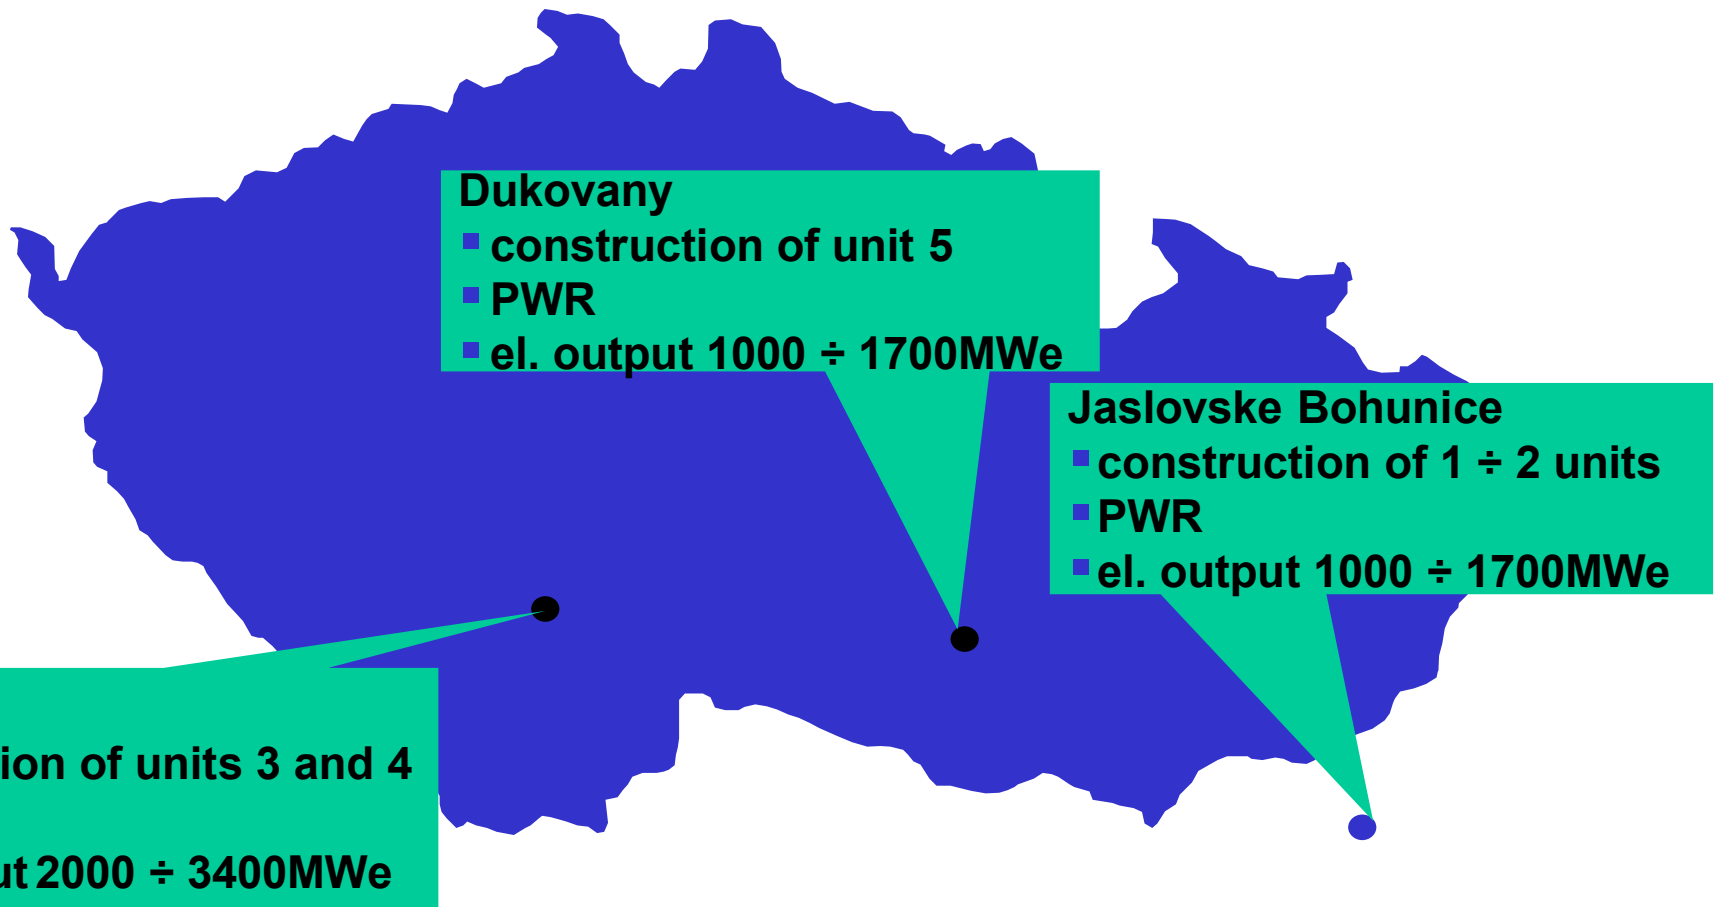 Dukovany
▪ construction of unit 5
▪ PWR
▪ el. output 1000 ÷ 1700MWe
Jaslovske Bohunice
▪ construction of 1 ÷ 2 units
▪ PWR
▪ el. output 1000 ÷ 1700MWe
tion of units 3 and 4
ut 2000 ÷ 3400MWe